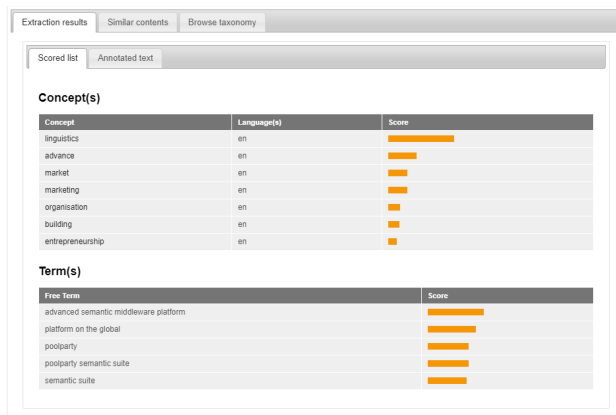 Extraction results Similar contents Browse taxonomy
Scored list Annotated text
Concept(s)
Concept Language(s) Score
linguistics en
advance en
market en
marketing en
organisation en
building en
entrepreneurship en
Term(s)
Free Term Score
advanced semantic middleware platform
platform on the global
poolparty
poolparty semantic suite
semantic suite